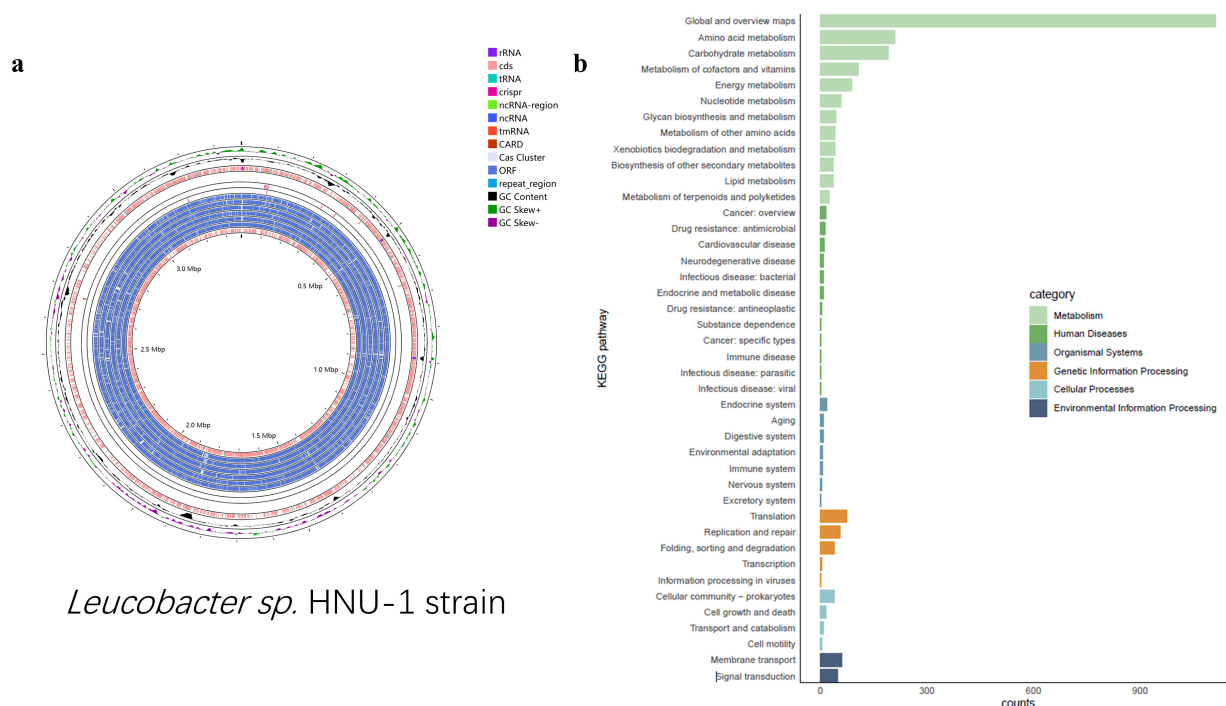 a
rRNA
cds
tRNA
crispr
ncRNA-region
ncRNA
tmRNA
CARD
Cas Cluster
ORF
repeat_region
GC Content
GC Skew+
GC Skew-
3.0 Mbp
0.5 Mbp
2.5 Mbp
1.0 Mbp
2.0 Mbp
1.5 Mbp
Leucobacter sp. HNU-1 strain
b
KEGG pathway
Global and overview maps
Amino acid metabolism
Carbohydrate metabolism
Metabolism of cofactors and vitamins
Energy metabolism
Nucleotide metabolism
Glycan biosynthesis and metabolism
Metabolism of other amino acids
Xenobiotics biodegradation and metabolism
Biosynthesis of other secondary metabolites
Lipid metabolism
Metabolism of terpenoids and polyketides
Cancer: overview
Drug resistance: antimicrobial
Cardiovascular disease
Neurodegenerative disease
Infectious disease: bacterial
Endocrine and metabolic disease
Drug resistance: antineoplastic
Substance dependence
Cancer: specific types
Immune disease
Infectious disease: parasitic
Infectious disease: viral
Endocrine system
Aging
Digestive system
Environmental adaptation
Immune system
Nervous system
Excretory system
Translation
Replication and repair
Folding, sorting and degradation
Transcription
Information processing in viruses
Cellular community – prokaryotes
Cell growth and death
Transport and catabolism
Cell motility
Membrane transport
Signal transduction
0 300 600 900
counts
category
Metabolism
Human Diseases
Organismal Systems
Genetic Information Processing
Cellular Processes
Environmental Information Processing